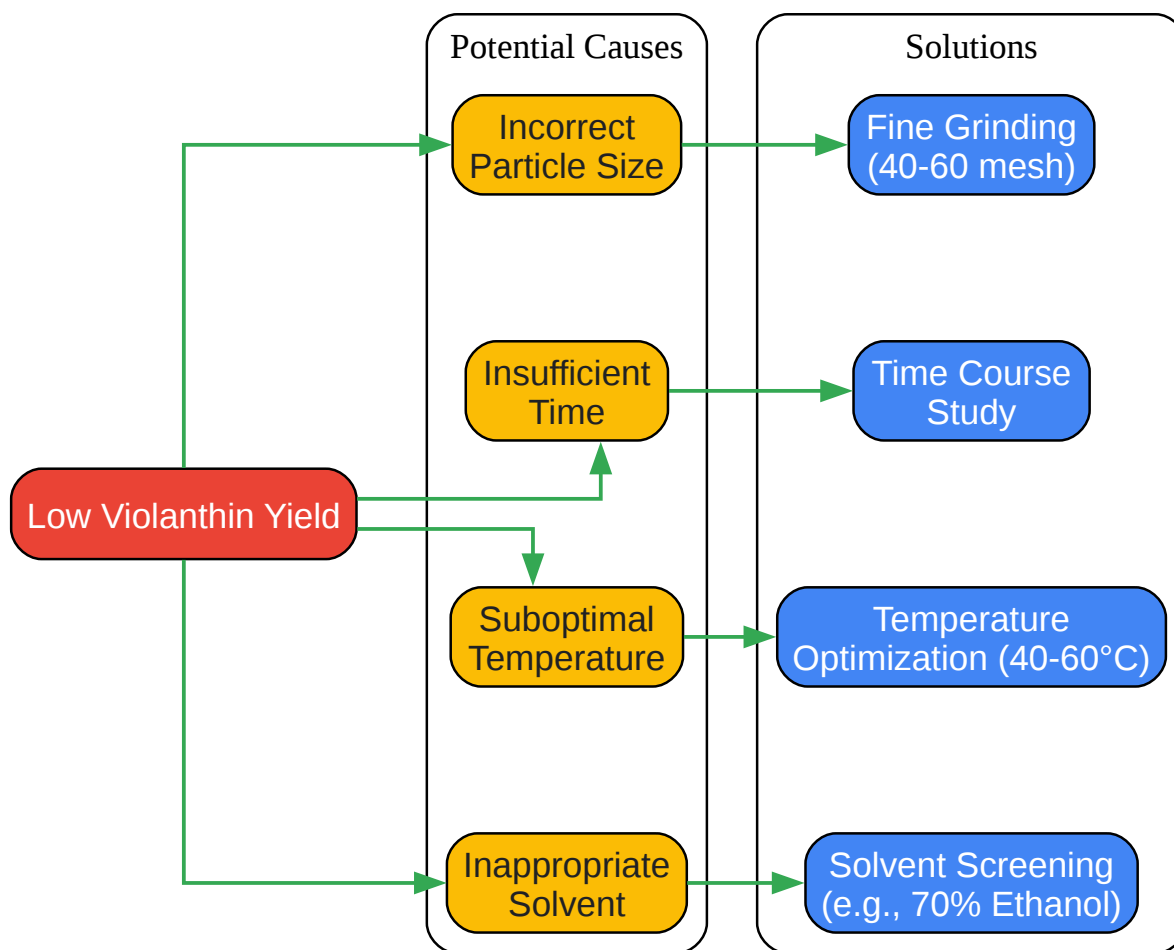 Potential Causes
Solutions
Incorrect
Particle Size
Fine Grinding
(40-60 mesh)
Insufficient
Time
Time Course
Study
Low Violanthin Yield
Suboptimal
Temperature
Temperature
Optimization (40-60°C)
Inappropriate
Solvent
Solvent Screening
(e.g., 70% Ethanol)